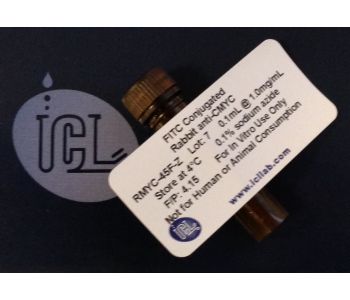 ICL
FITC Conjugated
Rabbit anti-CMYC
RMYC-45F-Z Lot: 7 0.1mL @ 1.0mg/mL
Store at 4°C 0.1% sodium azide
F/P: 4.15 For In Vitro Use Only
Not for Human or Animal Consumption
ICL
www.icllab.com